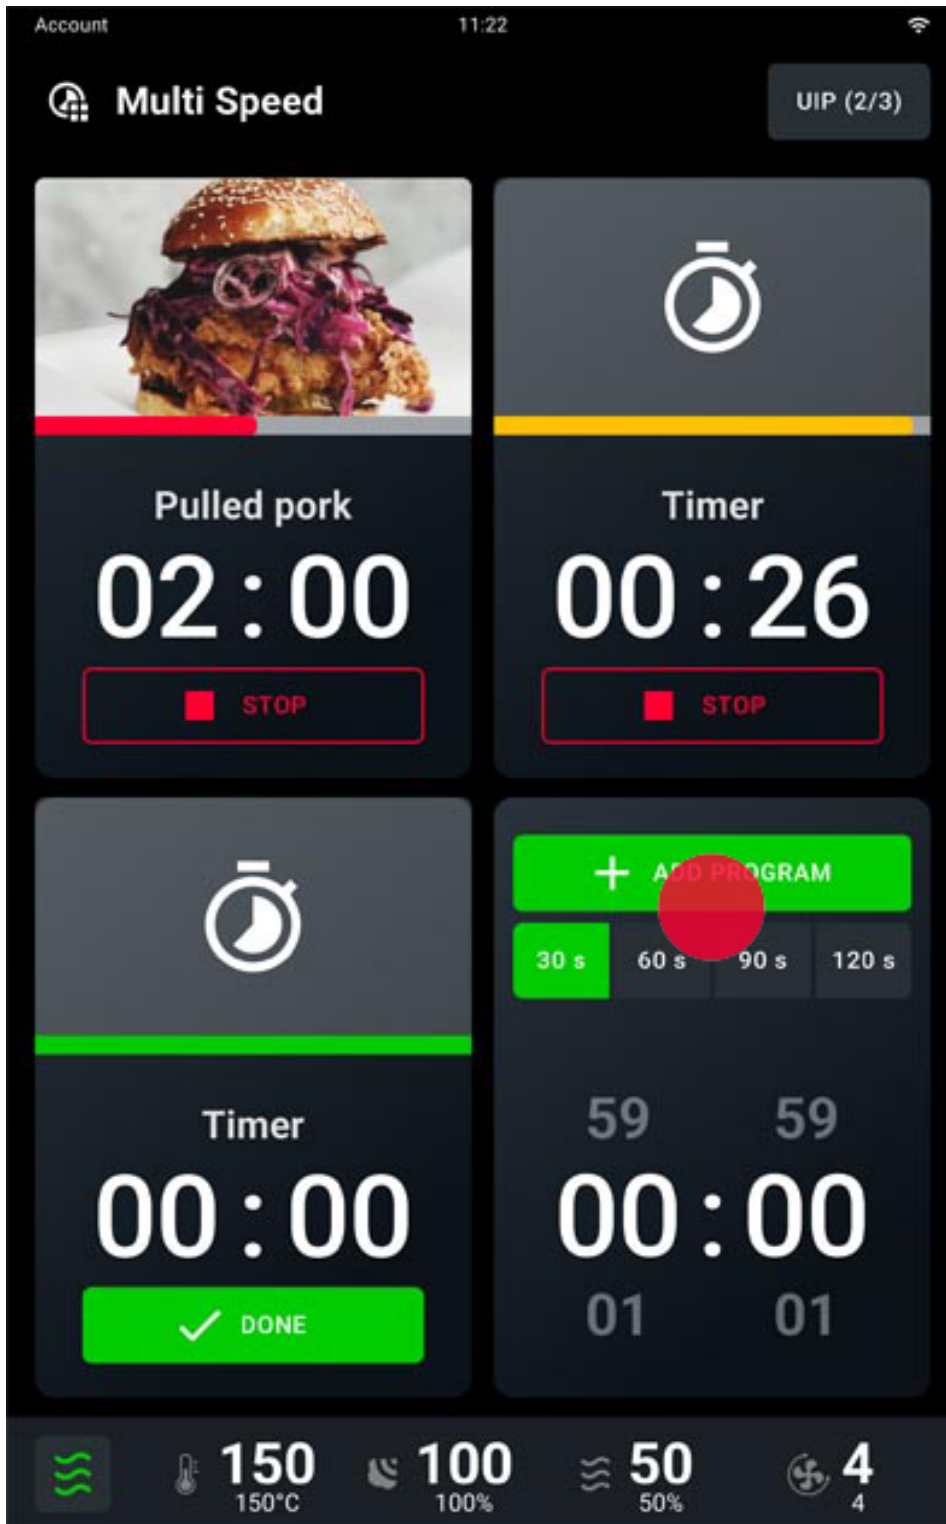 Account 11:22
Multi Speed UIP (2/3)
Pulled pork
02:00
STOP
Timer
00:26
STOP
Timer
00:00
DONE
ADD PROGRAM
30 s 60 s 90 s 120 s
59 59
00:00
01 01
150 100 50 4
150°C 100% 50% 4